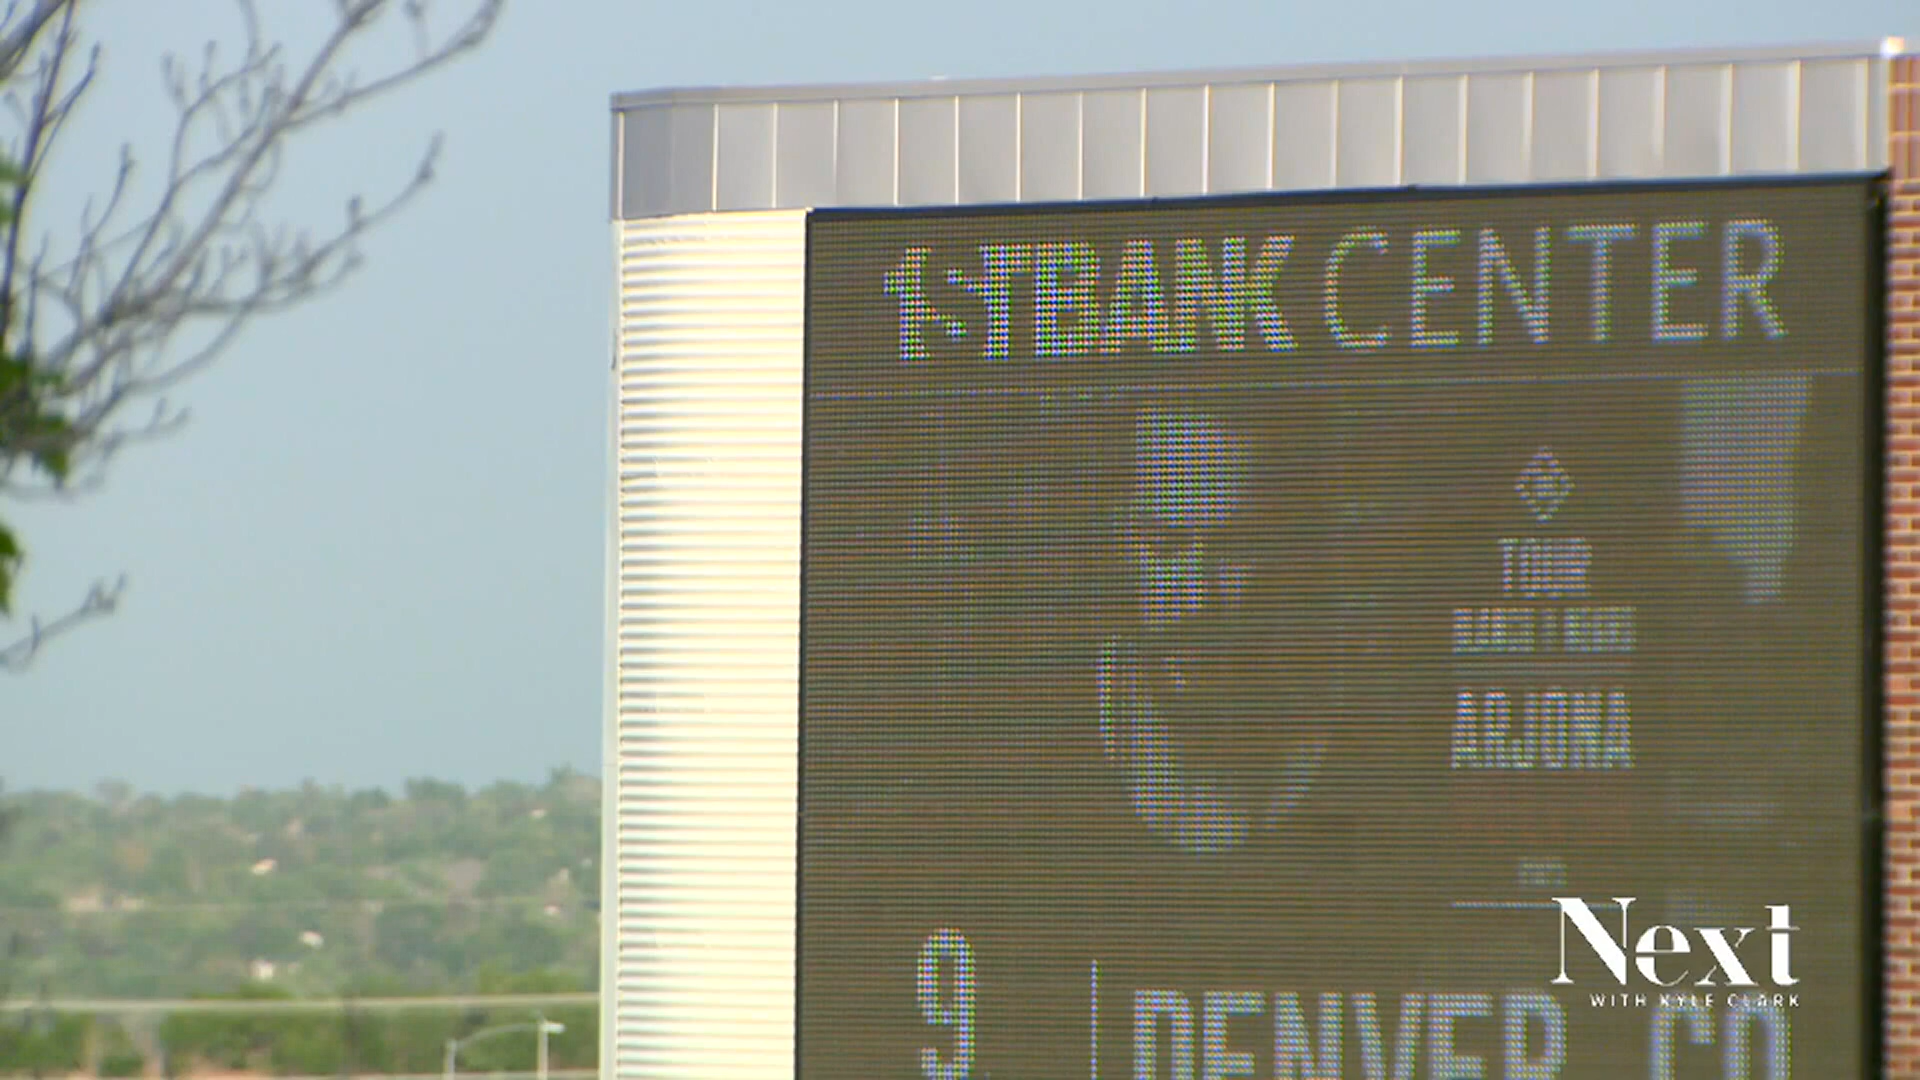 1STBANK CENTER
TOUR
ARJONA
9
DENVER, CO
Next
WITH KYLE CLARK